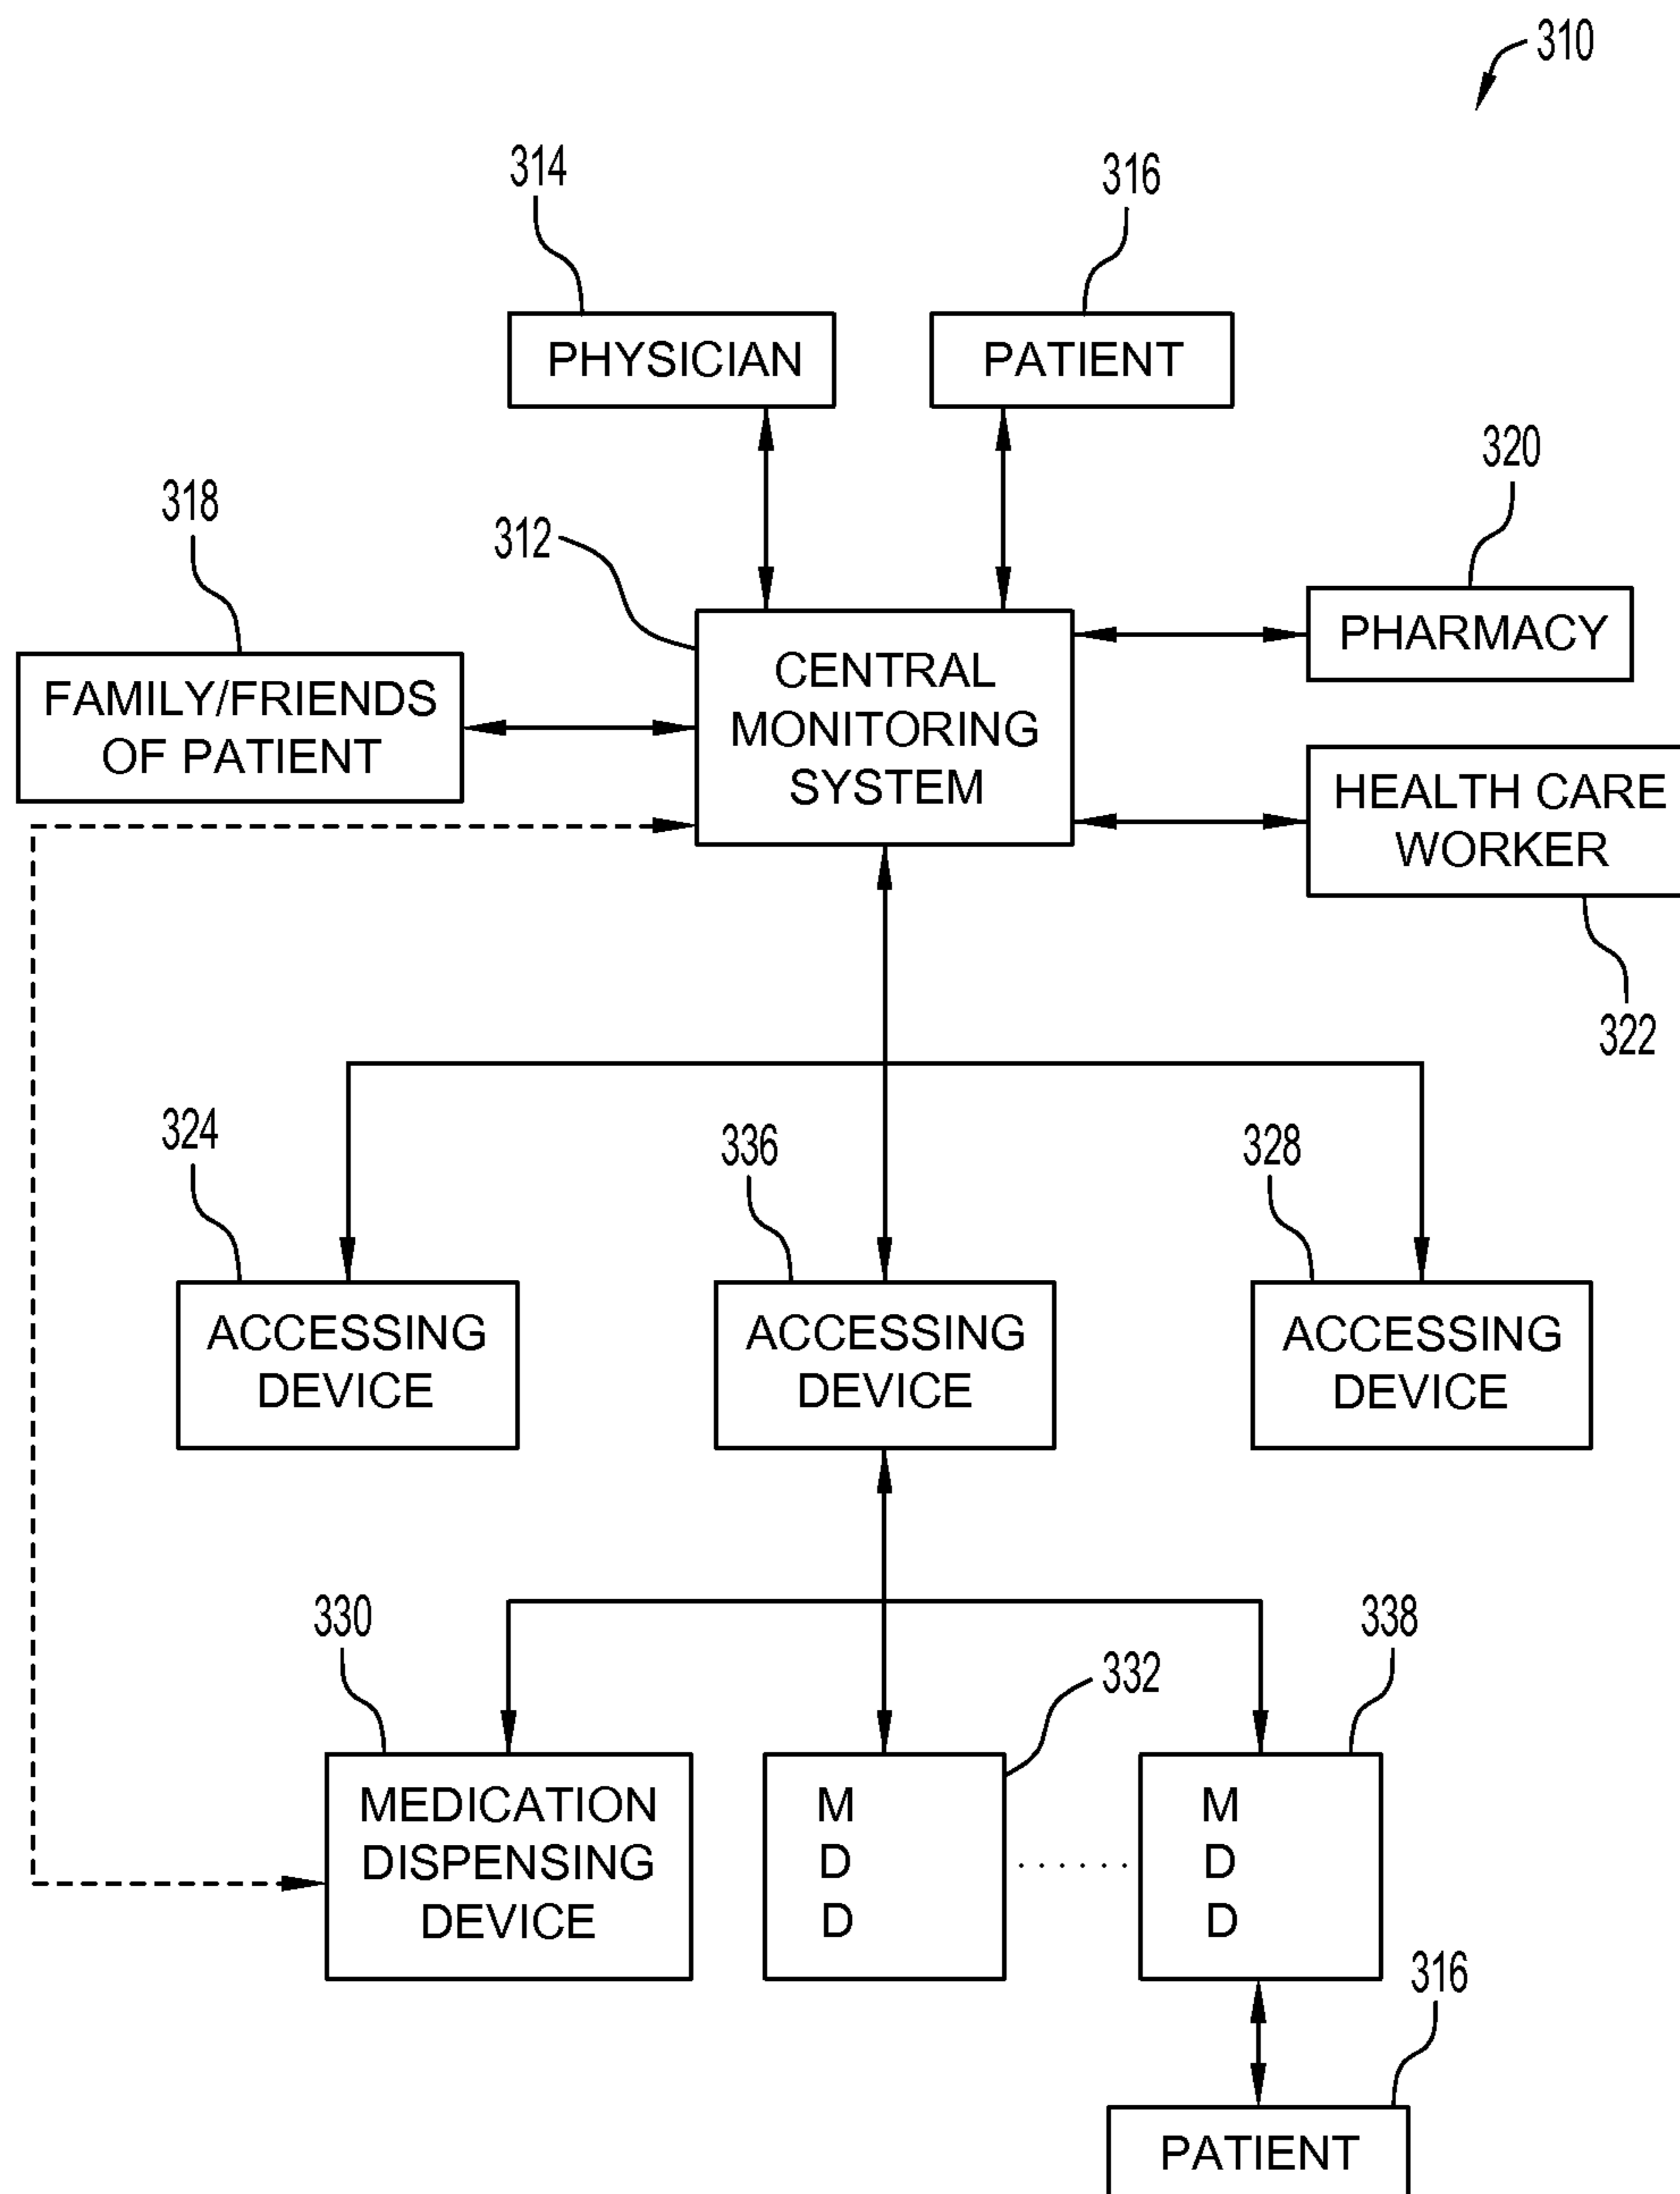 310
314
316
PHYSICIAN
PATIENT
320
318
312
PHARMACY
FAMILY/FRIENDS
OF PATIENT
CENTRAL
MONITORING
SYSTEM
HEALTH CARE
WORKER
322
324
336
328
ACCESSING
DEVICE
ACCESSING
DEVICE
ACCESSING
DEVICE
330
338
332
MEDICATION
DISPENSING
DEVICE
M
D
D
......
M
D
D
316
PATIENT